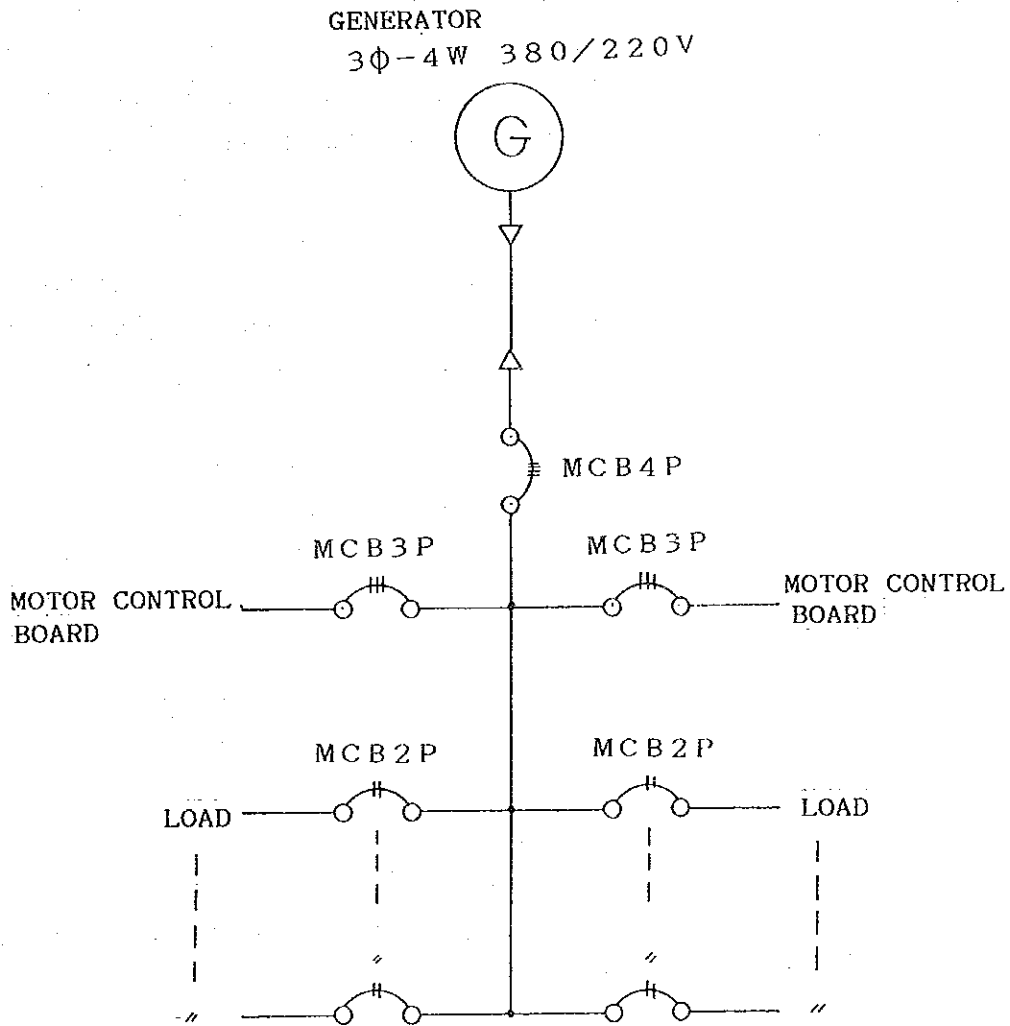 GENERATOR
3φ-4W 380/220V
G
MCB4P
MCB3P
MCB3P
MOTOR CONTROL
BOARD
MOTOR CONTROL
BOARD
MCB2P
MCB2P
LOAD
LOAD
〃
〃
〃
〃